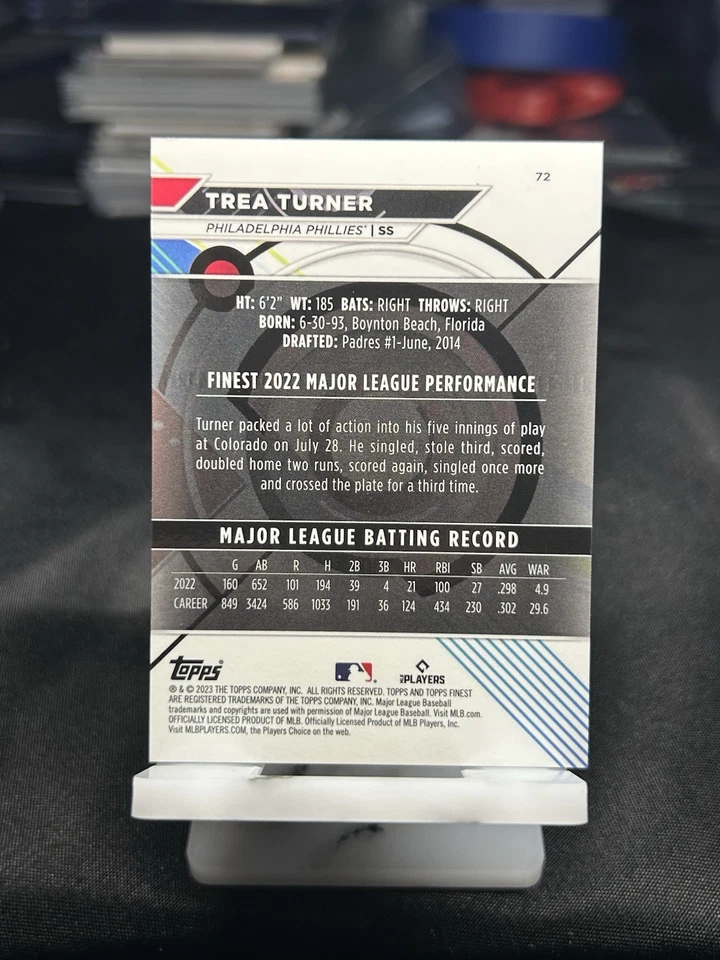 72
TREA TURNER
PHILADELPHIA PHILLIES® | SS
HT: 6'2" WT: 185 BATS: RIGHT THROWS: RIGHT
BORN: 6-30-93, Boynton Beach, Florida
DRAFTED: Padres #1-June, 2014
FINEST 2022 MAJOR LEAGUE PERFORMANCE
Turner packed a lot of action into his five innings of play
at Colorado on July 28. He singled, stole third, scored,
doubled home two runs, scored again, singled once more
and crossed the plate for a third time.
MAJOR LEAGUE BATTING RECORD
G AB R H 2B 3B HR RBI SB AVG WAR
2022 160 652 101 194 39 4 21 100 27 .298 4.9
CAREER 849 3424 586 1033 191 36 124 434 230 .302 29.6
topps®
MLB PLAYERS
® & © 2023 THE TOPPS COMPANY, INC. ALL RIGHTS RESERVED. TOPPS AND TOPPS FINEST
ARE REGISTERED TRADEMARKS OF THE TOPPS COMPANY, INC. Major League Baseball
trademarks and copyrights are used with permission of Major League Baseball. Visit MLB.com.
OFFICIALLY LICENSED PRODUCT OF MLB. Officially Licensed Product of MLB Players, Inc.
Visit MLBPLAYERS.COM, the Players Choice on the web.